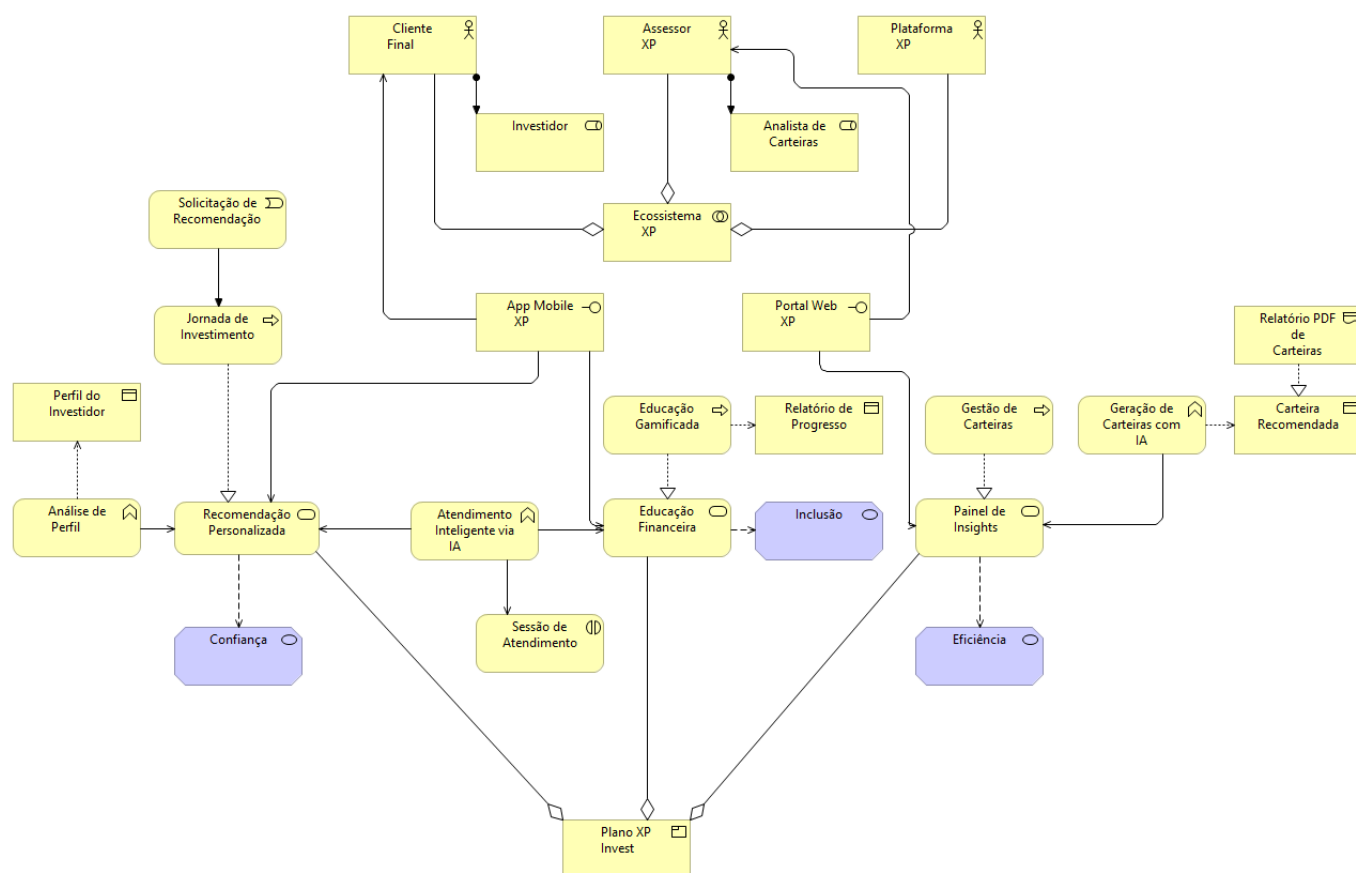 Cliente
Final
Assessor
XP
Plataforma
XP
Investidor
Analista de
Carteiras
Solicitação de
Recomendação
Ecossistema
XP
Jornada de
Investimento
App Mobile
XP
Portal Web
XP
Relatório PDF
de
Carteiras
Perfil do
Investidor
Educação
Gamificada
Relatório de
Progresso
Gestão de
Carteiras
Geração de
Carteiras com
IA
Carteira
Recomendada
Análise de
Perfil
Recomendação
Personalizada
Atendimento
Inteligente via
IA
Educação
Financeira
Inclusão
Painel de
Insights
Confiança
Sessão de
Atendimento
Eficiência
Plano XP
Invest